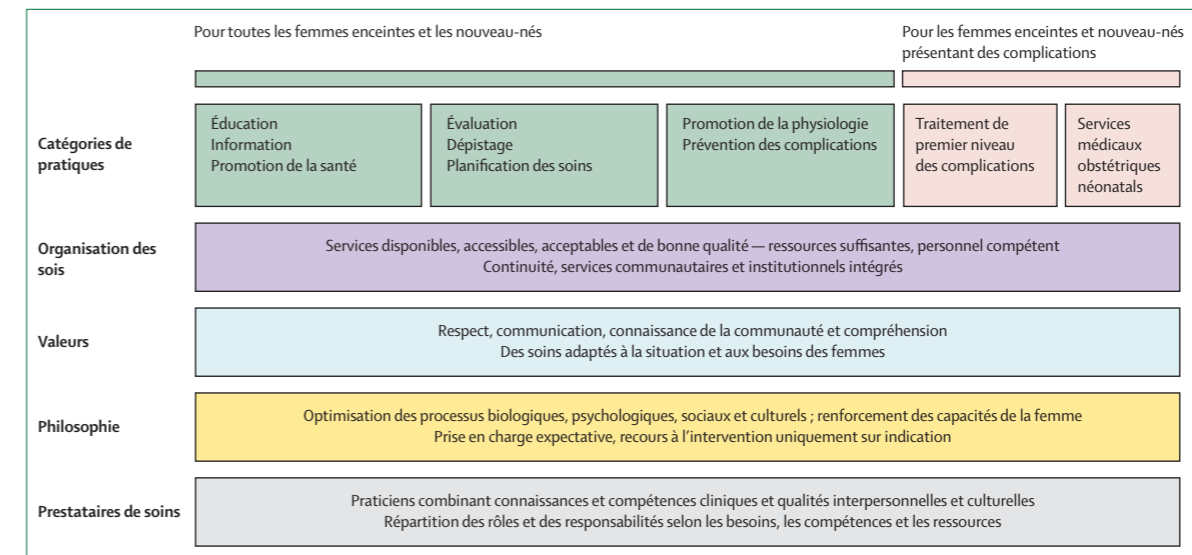 Pour toutes les femmes enceintes et les nouveau-nés
Pour les femmes enceintes et nouveau-nés
présentant des complications
Catégories de
pratiques
Éducation
Information
Promotion de la santé
Évaluation
Dépistage
Planification des soins
Promotion de la physiologie
Prévention des complications
Traitement de
premier niveau
des complications
Services
médicaux
obstétriques
néonatals
Organisation des
sois
Services disponibles, accessibles, acceptables et de bonne qualité — ressources suffisantes, personnel compétent
Continuité, services communautaires et institutionnels intégrés
Valeurs
Respect, communication, connaissance de la communauté et compréhension
Des soins adaptés à la situation et aux besoins des femmes
Philosophie
Optimisation des processus biologiques, psychologiques, sociaux et culturels ; renforcement des capacités de la femme
Prise en charge expectative, recours à l'intervention uniquement sur indication
Prestataires de soins
Praticiens combinant connaissances et compétences cliniques et qualités interpersonnelles et culturelles
Répartition des rôles et des responsabilités selon les besoins, les compétences et les ressources